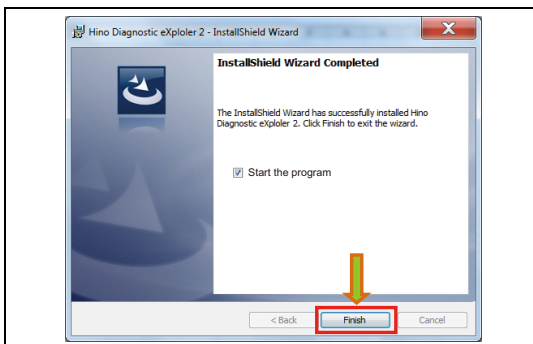 Hino Diagnostic eXploler 2 - InstallShield Wizard
InstallShield Wizard Completed
The InstallShield Wizard has successfully installed Hino
Diagnostic eXploler 2. Click Finish to exit the wizard.
Start the program
< Back Finish Cancel